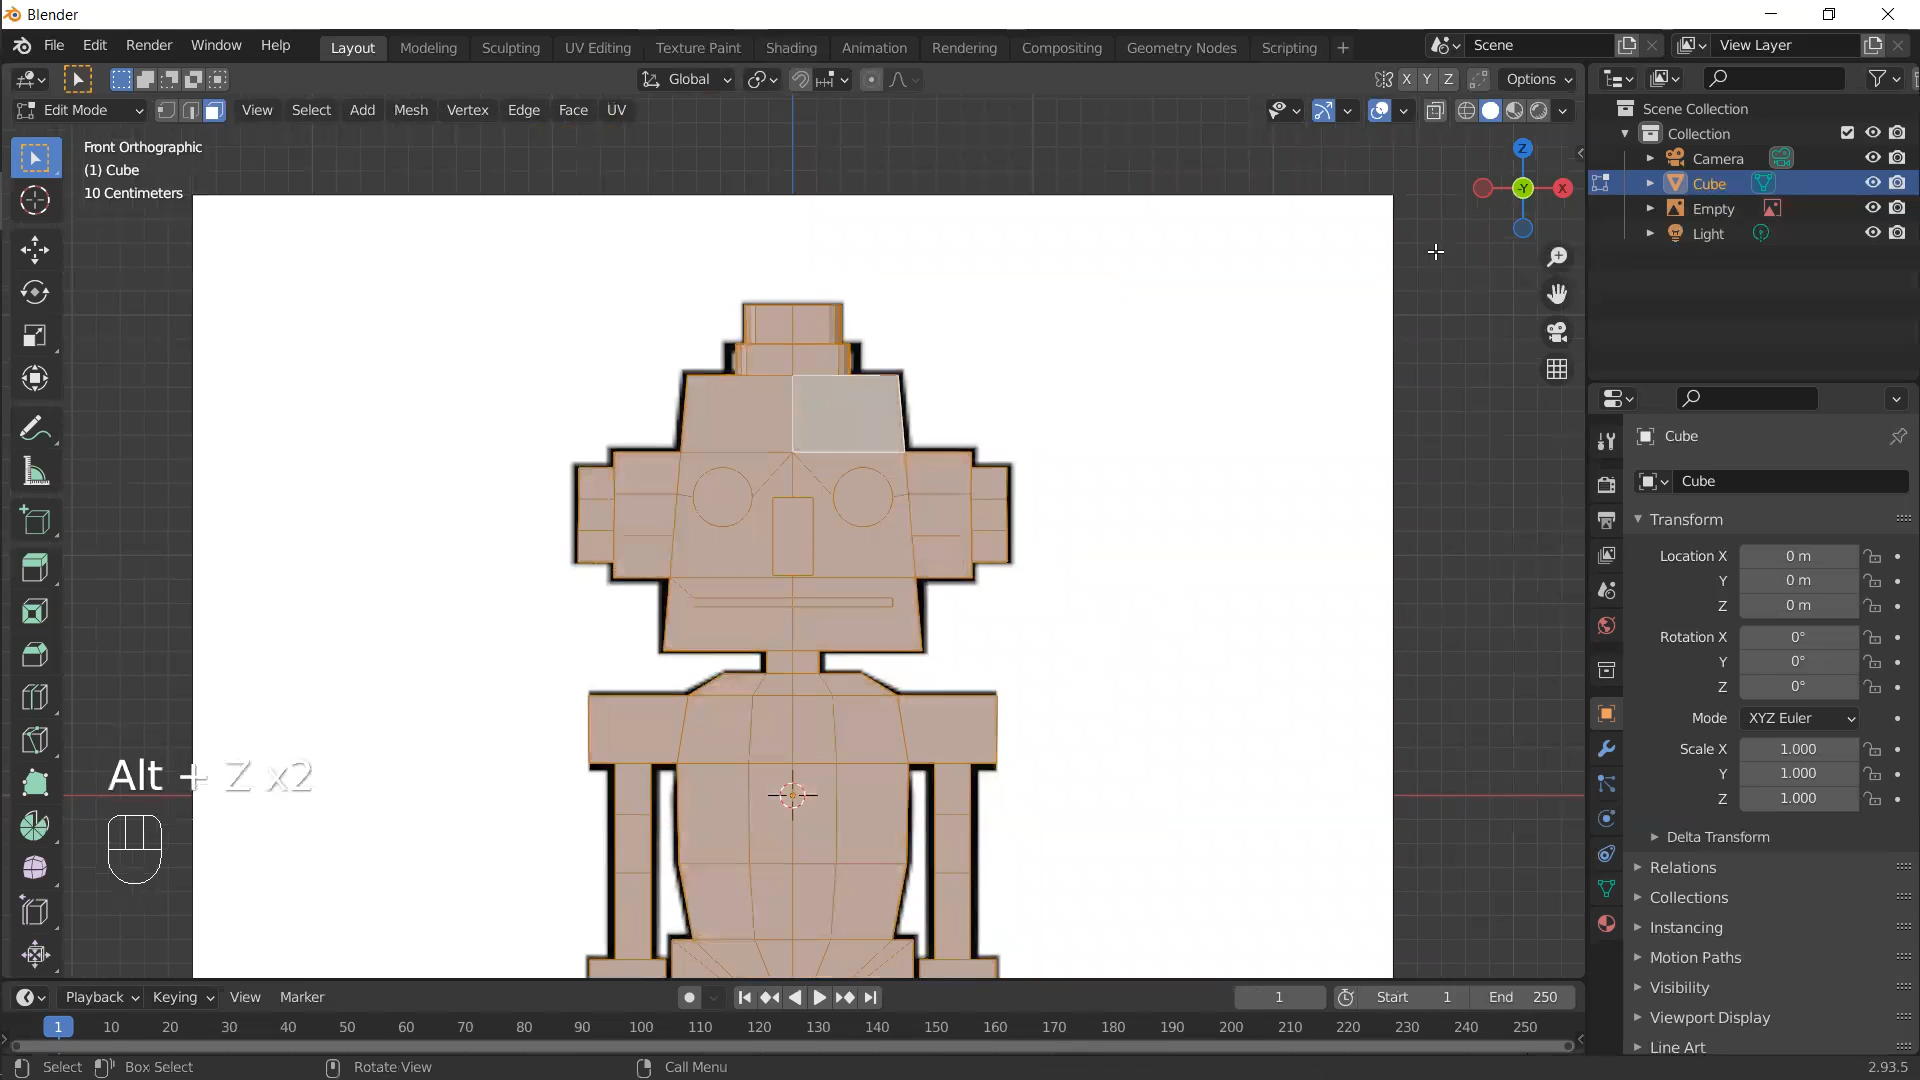 Blender
File Edit Render Window Help
Layout Modeling Sculpting UV Editing Texture Paint Shading Animation Rendering Compositing Geometry Nodes Scripting +
Scene
View Layer
Global
X Y Z Options
Edit Mode
View Select Add Mesh Vertex Edge Face UV
Front Orthographic
(1) Cube
10 Centimeters
Z
-Y
X
Scene Collection
Collection
Camera
Cube
Empty
Light
Cube
Cube
Transform
Location X 0 m
Y 0 m
Z 0 m
Rotation X 0°
Y 0°
Z 0°
Mode XYZ Euler
Scale X 1.000
Y 1.000
Z 1.000
Delta Transform
Relations
Collections
Instancing
Motion Paths
Visibility
Viewport Display
Line Art
Alt + Z x2
Playback Keying View Marker
1
Start 1
End 250
1 10 20 30 40 50 60 70 80 90 100 110 120 130 140 150 160 170 180 190 200 210 220 230 240 250
Select Box Select Rotate View Call Menu
2.93.5